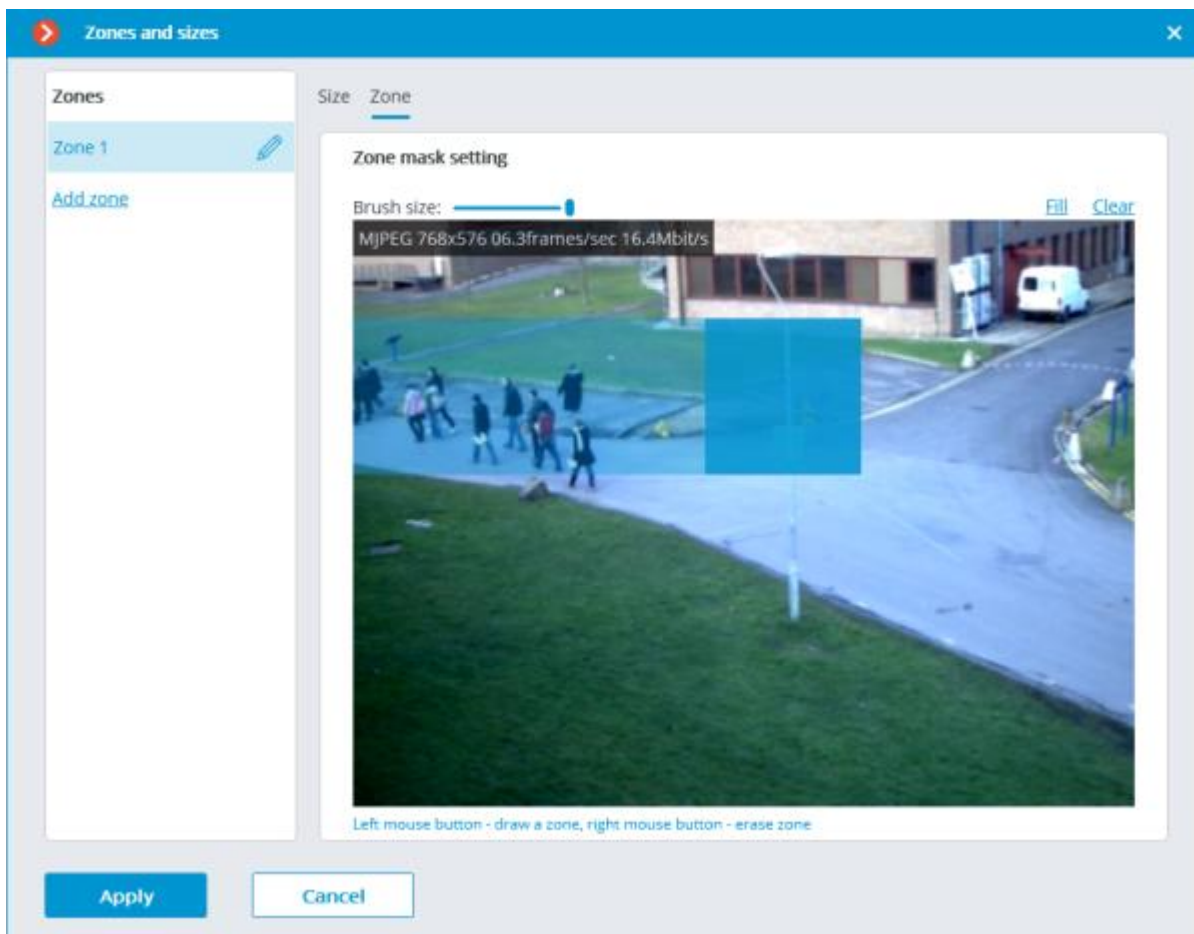 Zones and sizes
Zones
Size Zone
Zone 1
Zone mask setting
Add zone
Brush size:
Fill Clear
MJPEG 768x576 06.3frames/sec 16.4Mbit/s
Left mouse button - draw a zone, right mouse button - erase zone
Apply
Cancel